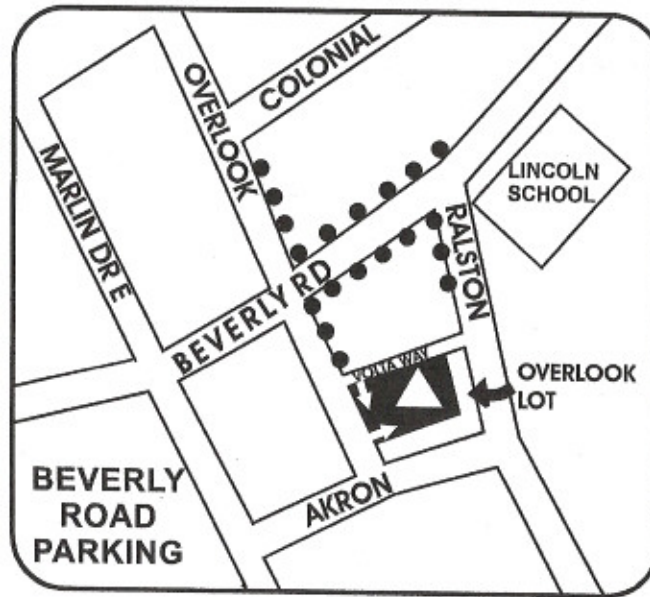 COLONIAL
OVERLOOK
MARLIN DR E
LINCOLN
SCHOOL
RALSTON
BEVERLY RD
VOLTA WAY
OVERLOOK
LOT
AKRON
BEVERLY
ROAD
PARKING